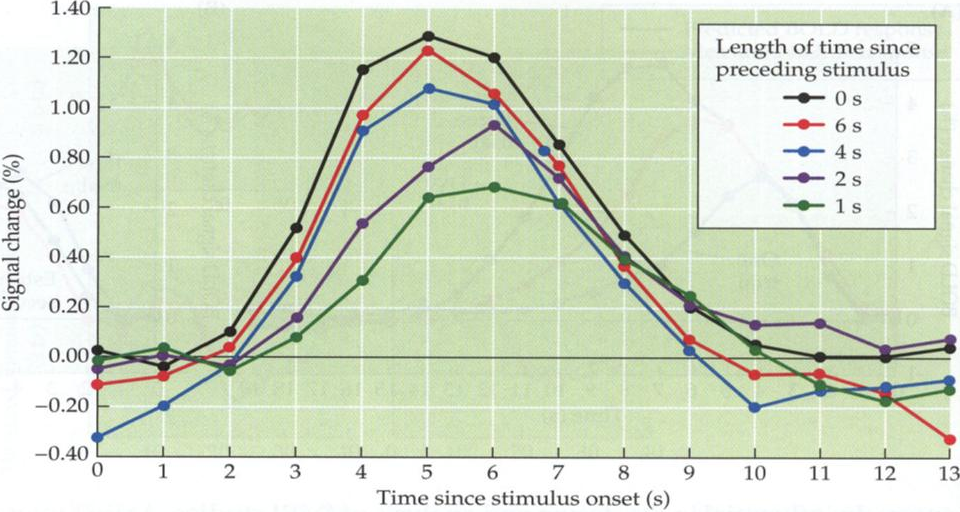 1.40
1.20
1.00
0.80
0.60
0.40
0.20
0.00
−0.20
−0.40
Signal change (%)
Length of time since
preceding stimulus
0 s
6 s
4 s
2 s
1 s
0 1 2 3 4 5 6 7 8 9 10 11 12 13
Time since stimulus onset (s)